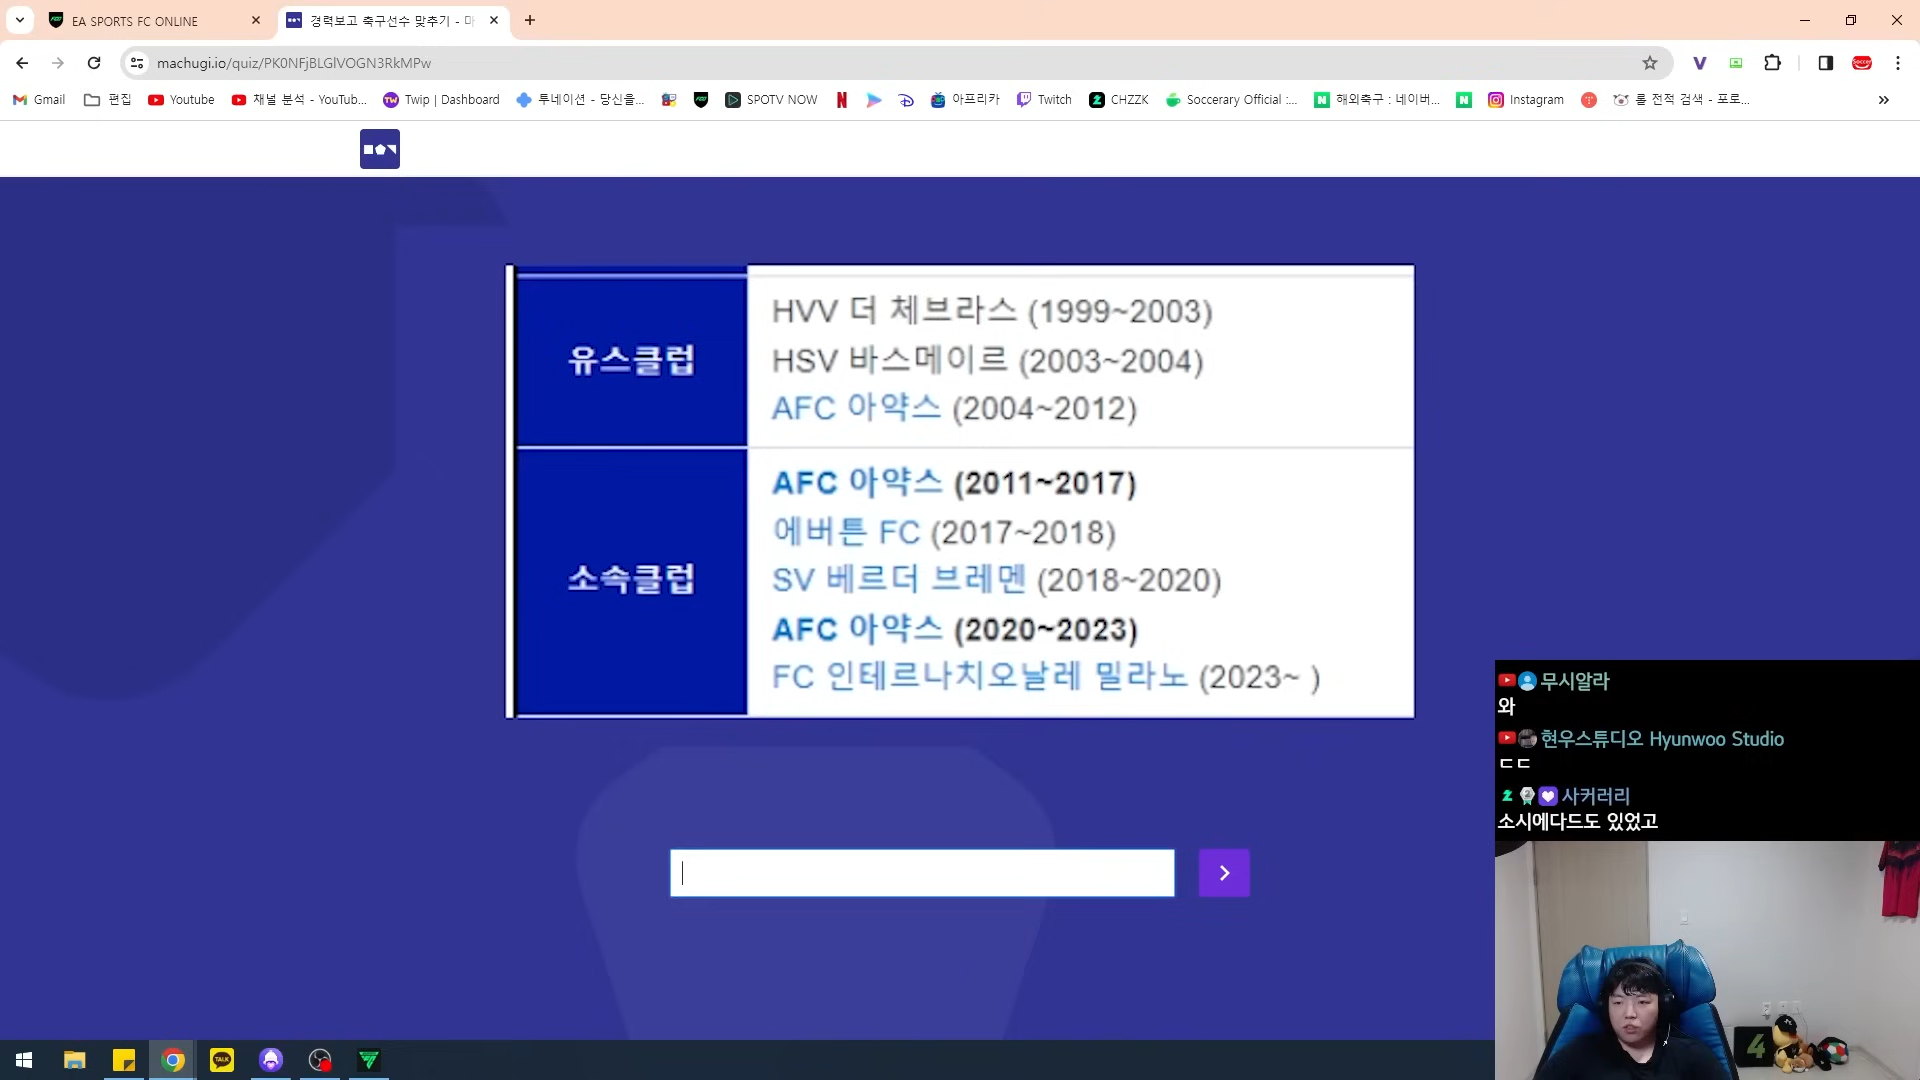 EA SPORTS FC ONLINE
경력보고 축구선수 맞추기 - 마
machugi.io/quiz/PK0NFjBLGlVOGN3RkMPw
Gmail
편집
Youtube
채널 분석 - YouTub...
Twip | Dashboard
투네이션 - 당신을...
SPOTV NOW
아프리카
Twitch
CHZZK
Soccerary Official :...
해외축구 : 네이버...
Instagram
롤 전적 검색 - 포로...
유스클럽
HVV 더 체브라스 (1999~2003)
HSV 바스메이르 (2003~2004)
AFC 아약스 (2004~2012)
소속클럽
AFC 아약스 (2011~2017)
에버튼 FC (2017~2018)
SV 베르더 브레멘 (2018~2020)
AFC 아약스 (2020~2023)
FC 인테르나치오날레 밀라노 (2023~ )
무시알라
와
현우스튜디오 Hyunwoo Studio
ㄷㄷ
사커러리
소시에다드도 있었고
4